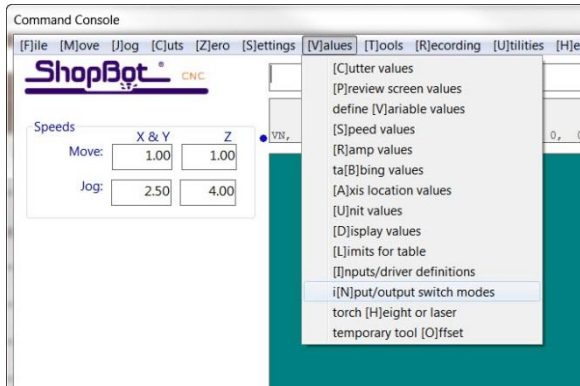 Command Console
[F]ile [M]ove [J]og [C]uts [Z]ero [S]ettings [V]alues [T]ools [R]ecording [U]tilities [H]e
ShopBot® CNC
Speeds
X & Y Z
Move: 1.00 1.00
Jog: 2.50 4.00
VN, 0, 0
[C]utter values
[P]review screen values
define [V]ariable values
[S]peed values
[R]amp values
ta[B]bing values
[A]xis location values
[U]nit values
[D]isplay values
[L]imits for table
[I]nputs/driver definitions
i[N]put/output switch modes
torch [H]eight or laser
temporary tool [O]ffset